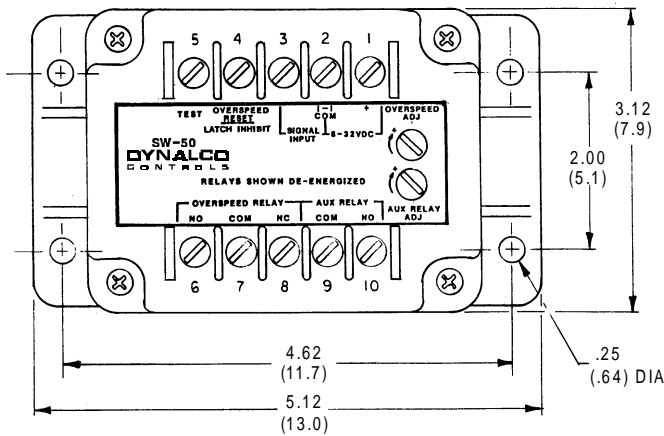 5 4 3 2 1
TEST OVERSPEED (-) + OVERSPEED
RESET COM ADJ
LATCH INHIBIT SIGNAL 8-32VDC
INPUT
SW-50
DYNALCO
CONTROLS
RELAYS SHOWN DE-ENERGIZED
OVERSPEED RELAY AUX RELAY
NO COM NC COM NO AUX RELAY
ADJ
6 7 8 9 10
3.12
(7.9)
2.00
(5.1)
4.62
(11.7)
.25
(.64) DIA
5.12
(13.0)